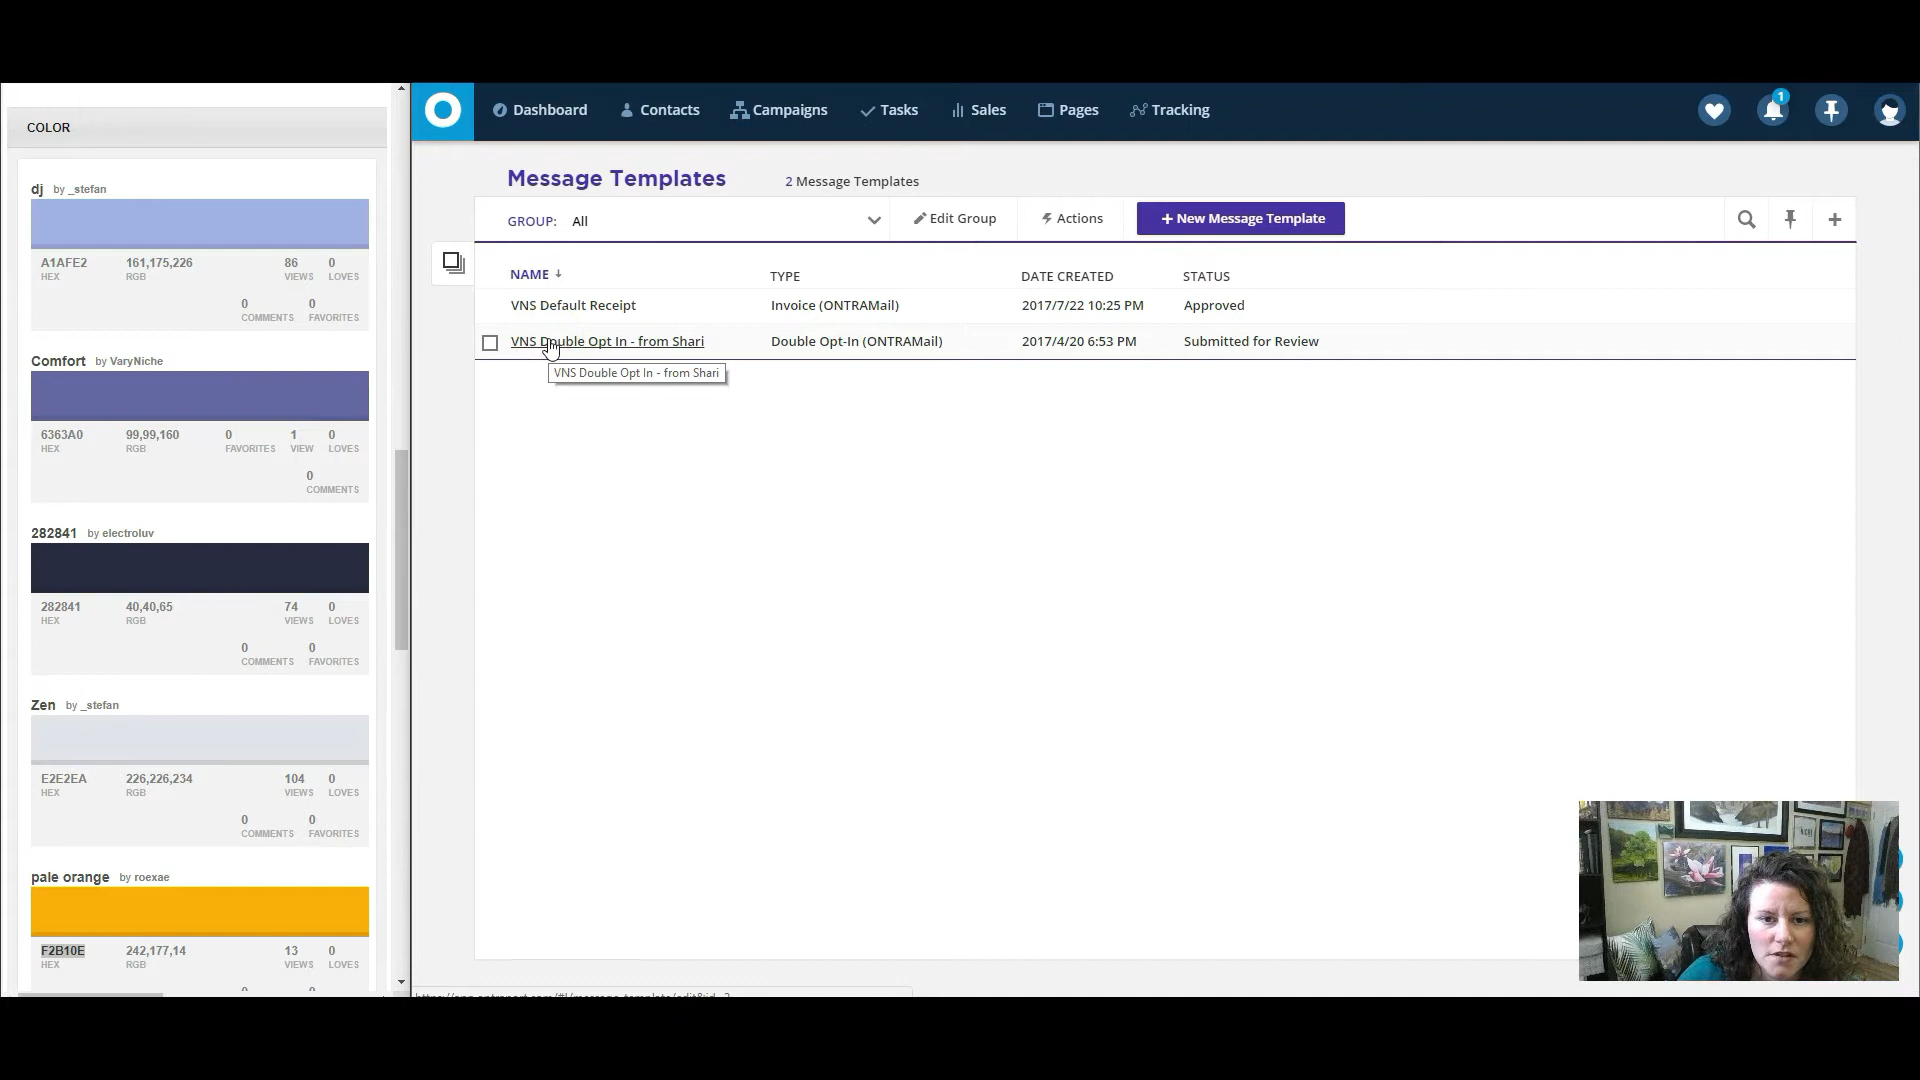 COLOR
dj by _stefan
A1AFE2 161,175,226 86 0
HEX RGB VIEWS LOVES
0 0
COMMENTS FAVORITES
Comfort by VaryNiche
6363A0 99,99,160 0 1 0
HEX RGB FAVORITES VIEW LOVES
0
COMMENTS
282841 by electroluv
282841 40,40,65 74 0
HEX RGB VIEWS LOVES
0 0
COMMENTS FAVORITES
Zen by _stefan
E2E2EA 226,226,234 104 0
HEX RGB VIEWS LOVES
0 0
COMMENTS FAVORITES
pale orange by roexae
F2B10E 242,177,14 13 0
HEX RGB VIEWS LOVES
Dashboard Contacts Campaigns Tasks Sales Pages Tracking 1
Message Templates 2 Message Templates
GROUP: All Edit Group Actions + New Message Template
NAME TYPE DATE CREATED STATUS
VNS Default Receipt Invoice (ONTRAMail) 2017/7/22 10:25 PM Approved
VNS Double Opt In - from Shari Double Opt-In (ONTRAMail) 2017/4/20 6:53 PM Submitted for Review
VNS Double Opt In - from Shari